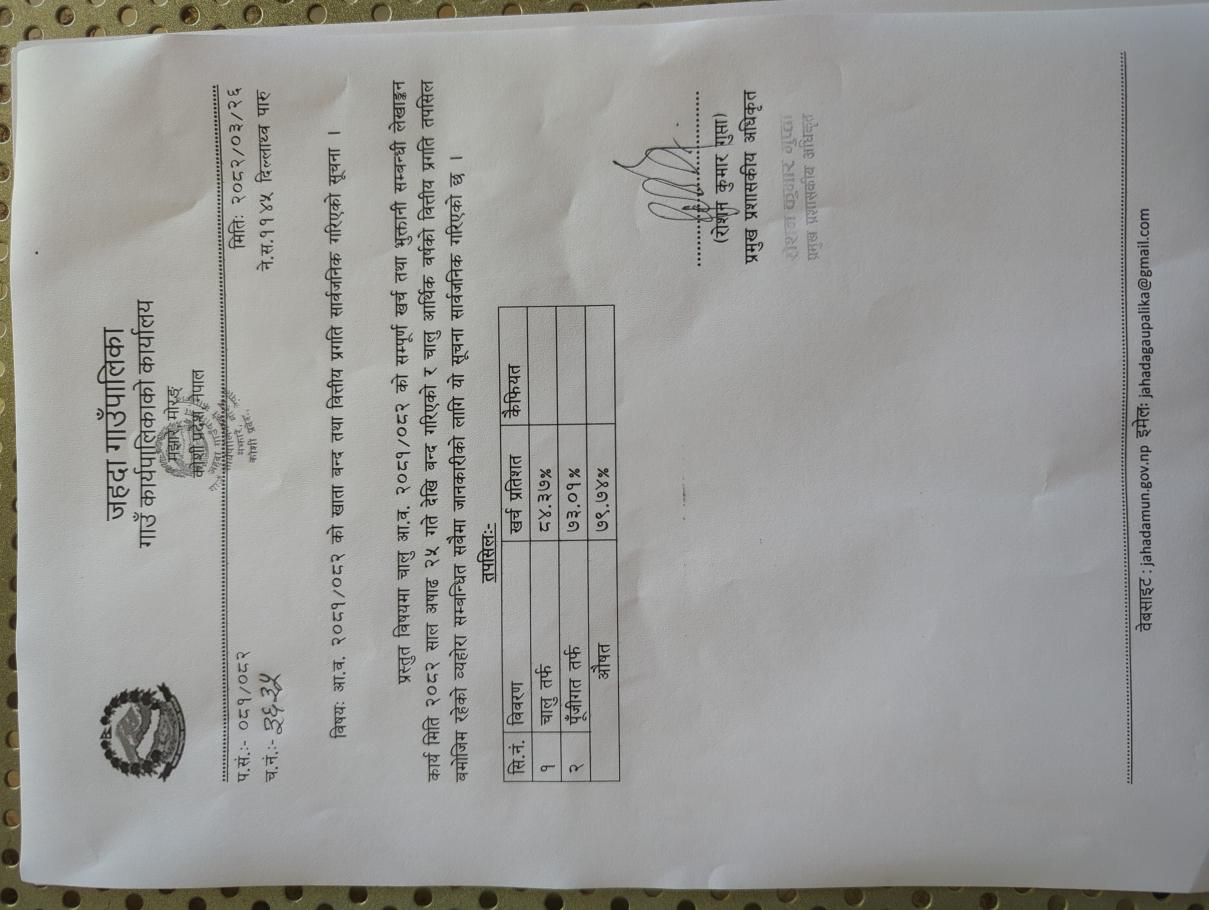 जहदा गाउँपालिका
गाउँ कार्यपालिकाको कार्यालय
मझारे, मोरङ
कोशी प्रदेश, नेपाल
प.सं.:- ०८१/०८२
मितिः २०८२/०३/२६
च.नं.:-
ने.स.११४५ दिल्लाथ्व पारु
विषयः आ.व. २०८१/०८२ को खाता बन्द तथा वित्तीय प्रगति सार्वजनिक गरिएको सूचना ।
प्रस्तुत विषयमा चालु आ.व. २०८१/०८२ को सम्पूर्ण खर्च तथा भुक्तानी सम्बन्धी लेखाङ्कन
कार्य मिति २०८२ साल अषाढ २५ गते देखि बन्द गरिएको र चालु आर्थिक वर्षको वित्तीय प्रगति तपसिल
बमोजिम रहेको व्यहोरा सम्बन्धित सबैमा जानकारीको लागि यो सूचना सार्वजनिक गरिएको छ ।
तपसिलः-
सि.नं. विवरण खर्च प्रतिशत कैफियत
१ चालु तर्फ ८४.३७%
२ पूँजीगत तर्फ ७३.०१%
औषत ७९.७४%
(रोशन कुमार गुप्ता)
प्रमुख प्रशासकीय अधिकृत
रोशन कुमार गुप्ता
प्रमुख प्रशासकीय अधिकृत
वेबसाइट : jahadamun.gov.np इमेलः jahadagaupalika@gmail.com